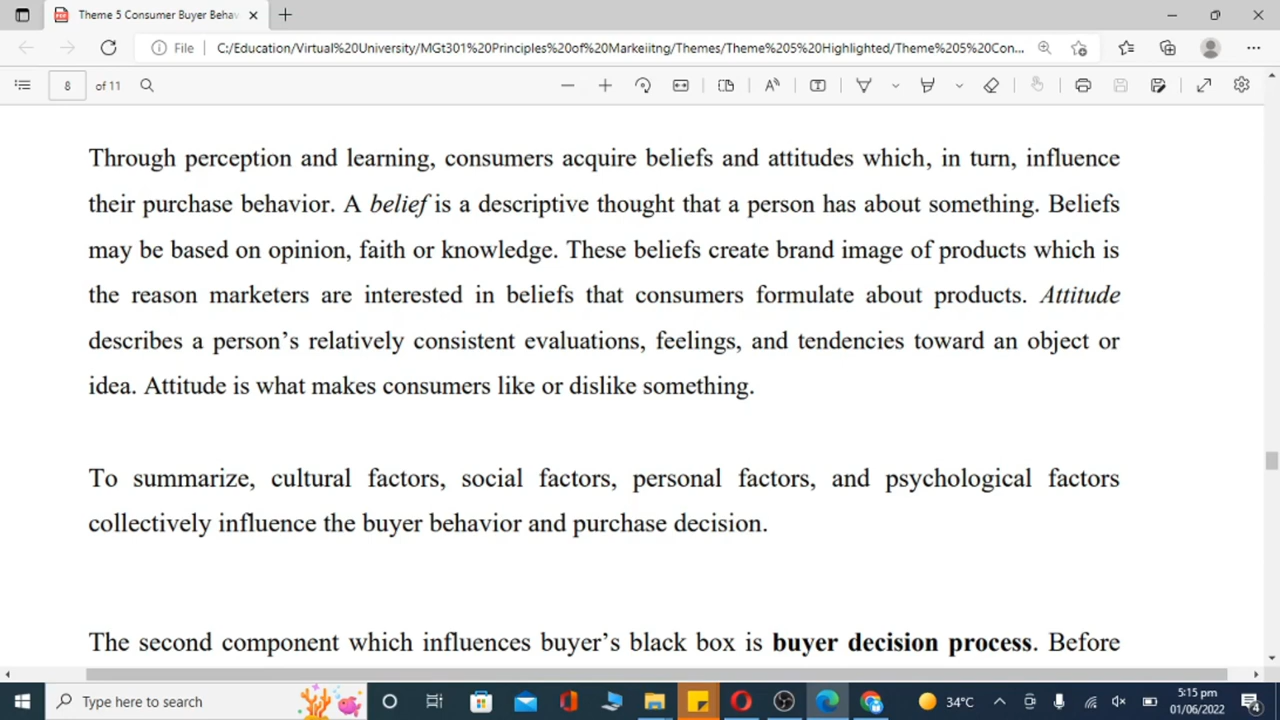 Theme 5 Consumer Buyer Beha
File
C:/Education/Virtual%20University/MGt301%20Principles%20of%20Markeiitng/Themes/Theme%205%20Highlighted/Theme%205%20Con...
8 of 11
Through perception and learning, consumers acquire beliefs and attitudes which, in turn, influence
their purchase behavior. A belief is a descriptive thought that a person has about something. Beliefs
may be based on opinion, faith or knowledge. These beliefs create brand image of products which is
the reason marketers are interested in beliefs that consumers formulate about products. Attitude
describes a person’s relatively consistent evaluations, feelings, and tendencies toward an object or
idea. Attitude is what makes consumers like or dislike something.
To summarize, cultural factors, social factors, personal factors, and psychological factors
collectively influence the buyer behavior and purchase decision.
The second component which influences buyer’s black box is buyer decision process. Before
Type here to search
34°C
5:15 pm
01/06/2022
4